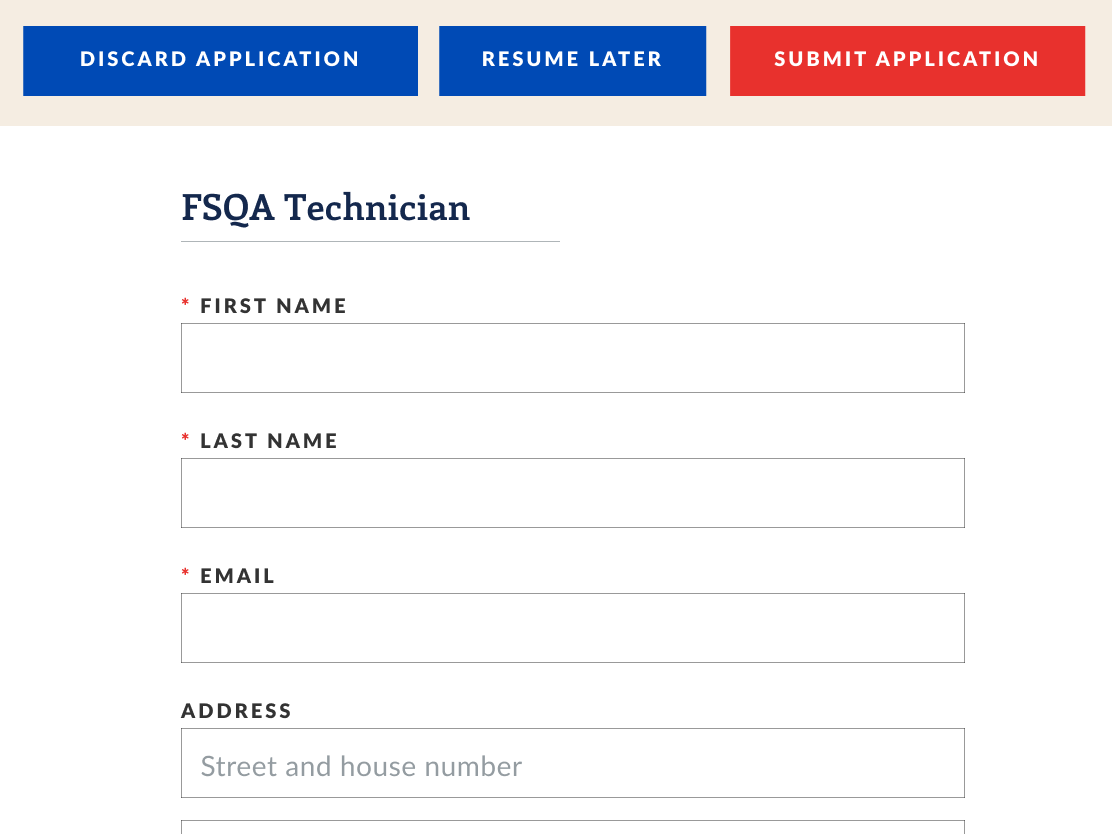 DISCARD APPLICATION RESUME LATER SUBMIT APPLICATION
FSQA Technician
* FIRST NAME
* LAST NAME
* EMAIL
ADDRESS
Street and house number